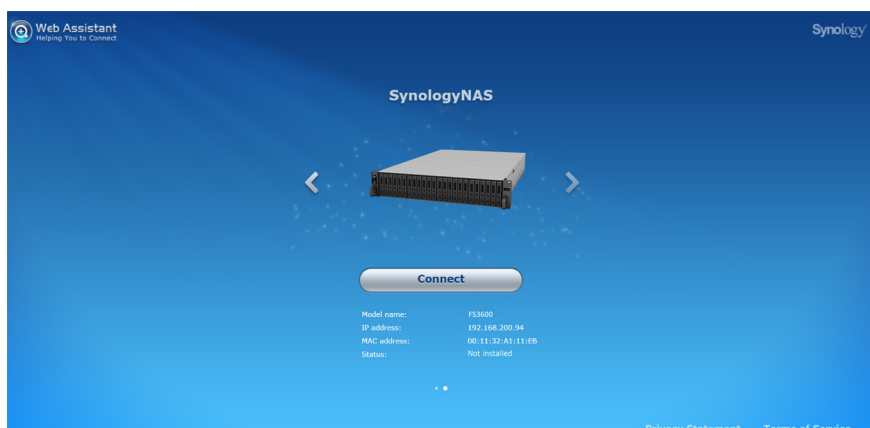 Web Assistant
Helping You to Connect
Synology
SynologyNAS
Connect
Model name: FS3600
IP address: 192.168.200.94
MAC address: 00:11:32:A1:11:EB
Status: Not installed
Privacy Statement Terms of Service